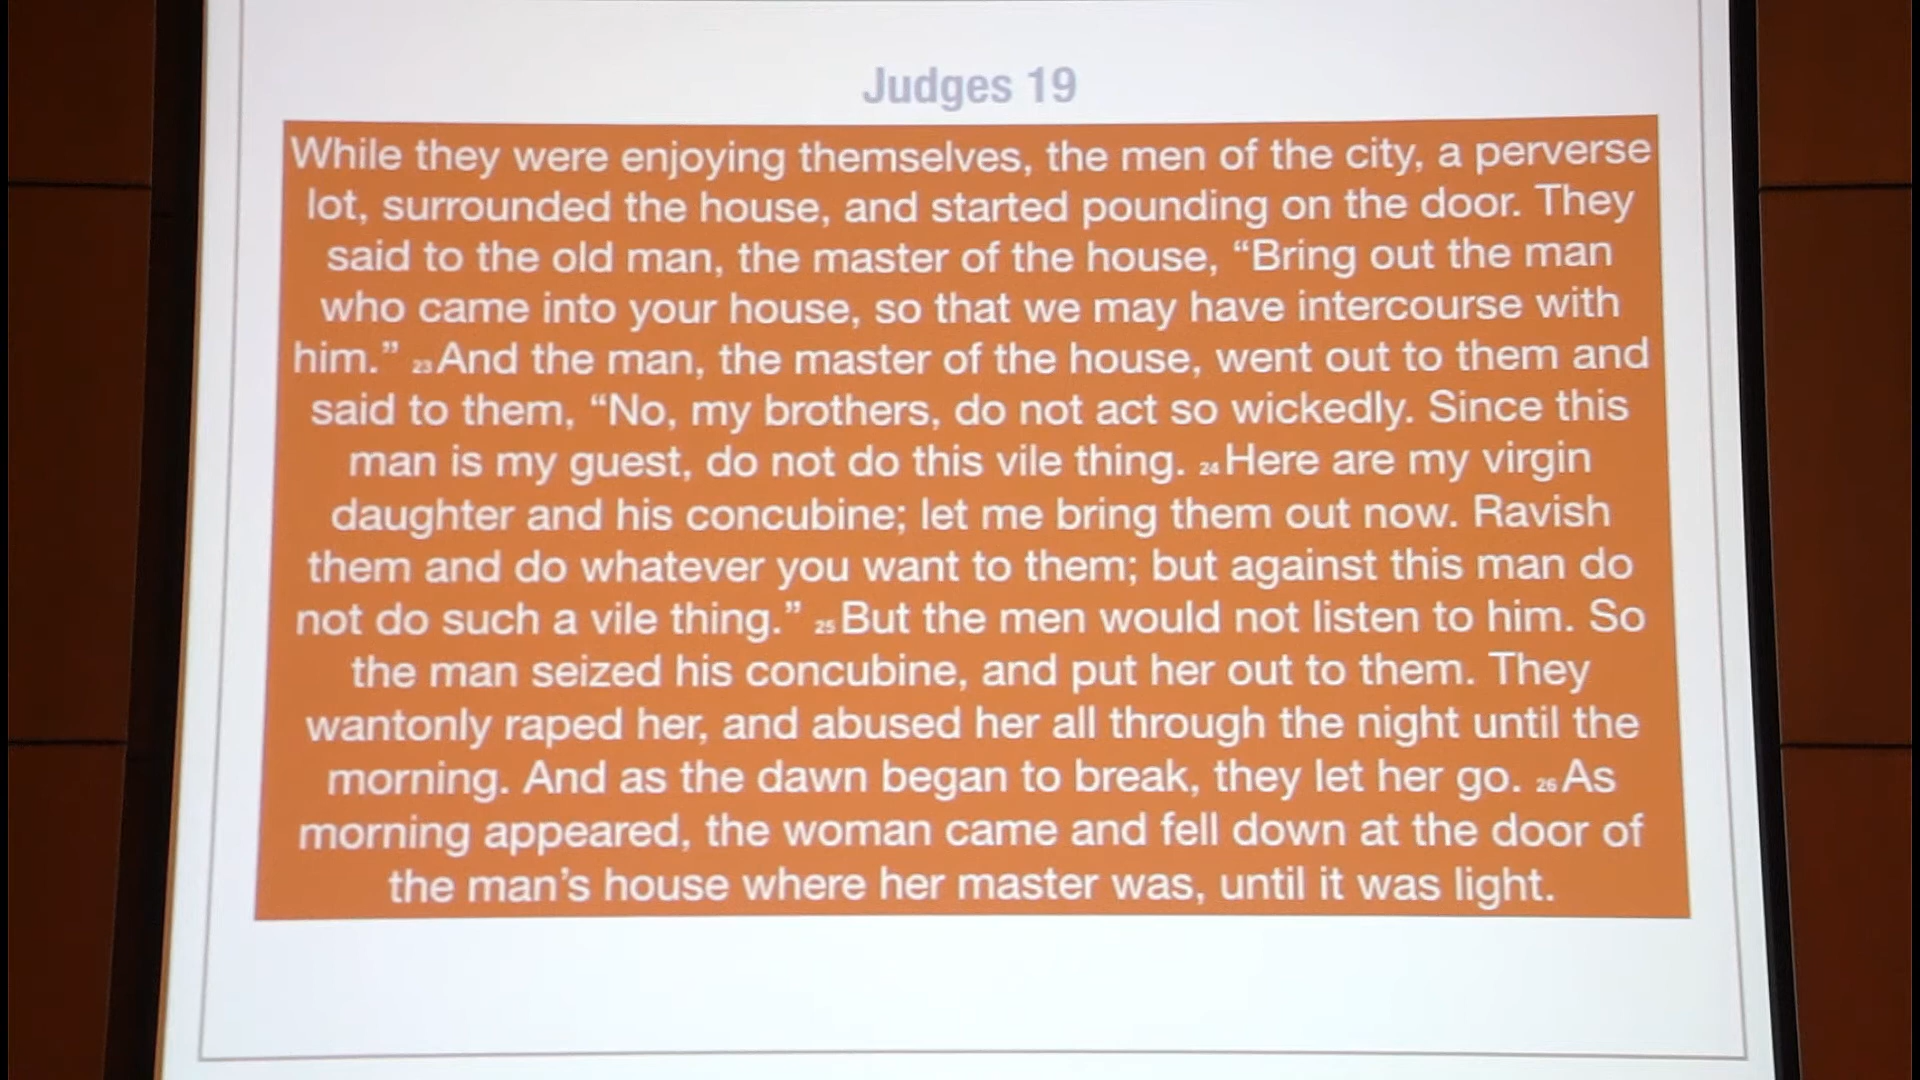 Judges 19
While they were enjoying themselves, the men of the city, a perverse
lot, surrounded the house, and started pounding on the door. They
said to the old man, the master of the house, “Bring out the man
who came into your house, so that we may have intercourse with
him.” 23 And the man, the master of the house, went out to them and
said to them, “No, my brothers, do not act so wickedly. Since this
man is my guest, do not do this vile thing. 24 Here are my virgin
daughter and his concubine; let me bring them out now. Ravish
them and do whatever you want to them; but against this man do
not do such a vile thing.” 25 But the men would not listen to him. So
the man seized his concubine, and put her out to them. They
wantonly raped her, and abused her all through the night until the
morning. And as the dawn began to break, they let her go. 26 As
morning appeared, the woman came and fell down at the door of
the man’s house where her master was, until it was light.